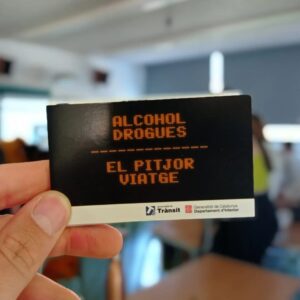 ALCOHOL
DROGUES
EL PITJOR
VIATGE
Trànsit
Generalitat de Catalunya
Departament d'Interior